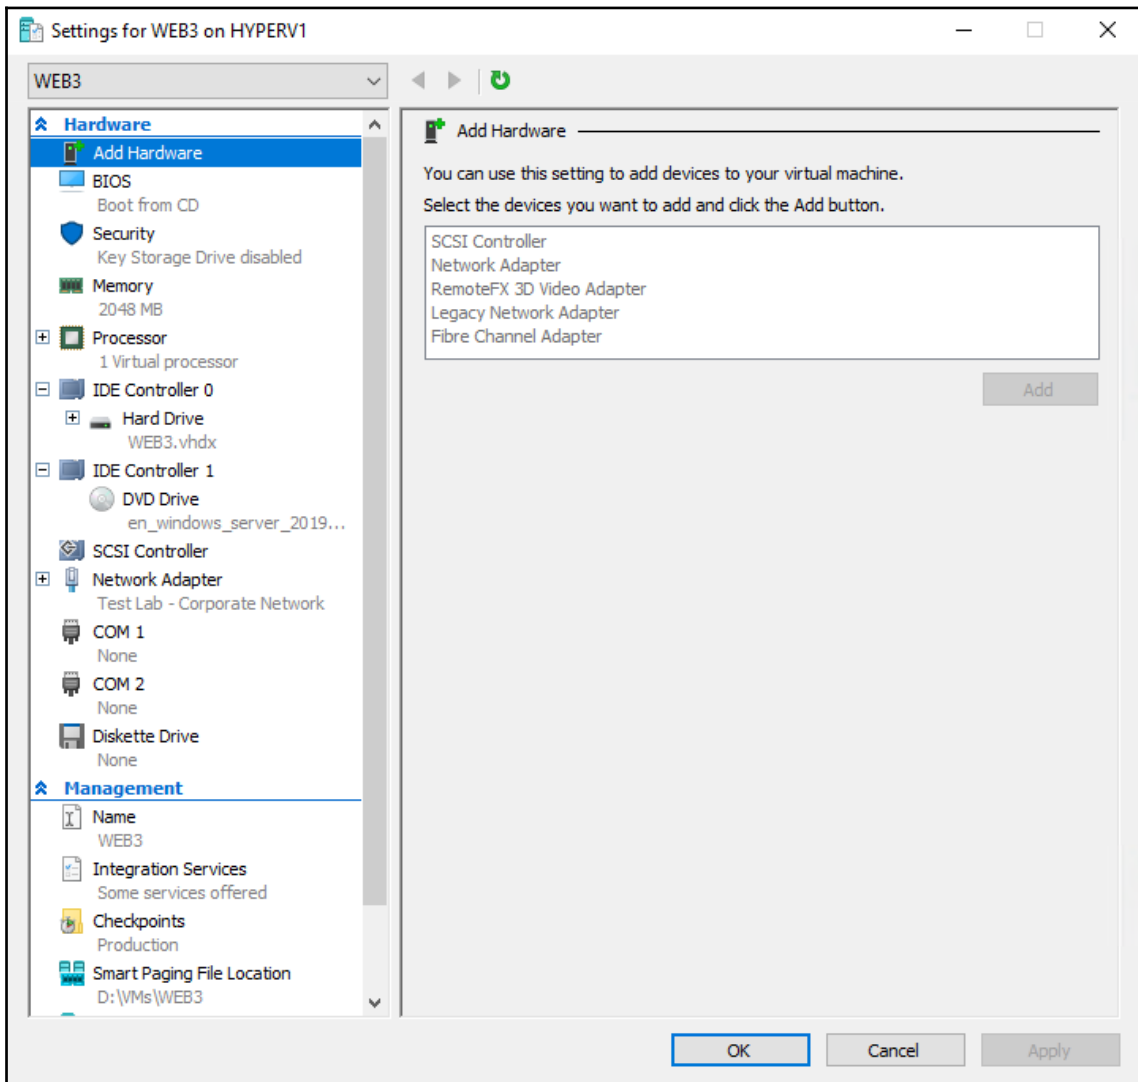 Settings for WEB3 on HYPERV1
WEB3
Hardware
Add Hardware
BIOS
Boot from CD
Security
Key Storage Drive disabled
Memory
2048 MB
Processor
1 Virtual processor
IDE Controller 0
Hard Drive
WEB3.vhdx
IDE Controller 1
DVD Drive
en_windows_server_2019...
SCSI Controller
Network Adapter
Test Lab - Corporate Network
COM 1
None
COM 2
None
Diskette Drive
None
Management
Name
WEB3
Integration Services
Some services offered
Checkpoints
Production
Smart Paging File Location
D:\VMs\WEB3
Add Hardware
You can use this setting to add devices to your virtual machine.
Select the devices you want to add and click the Add button.
SCSI Controller
Network Adapter
RemoteFX 3D Video Adapter
Legacy Network Adapter
Fibre Channel Adapter
Add
OK
Cancel
Apply